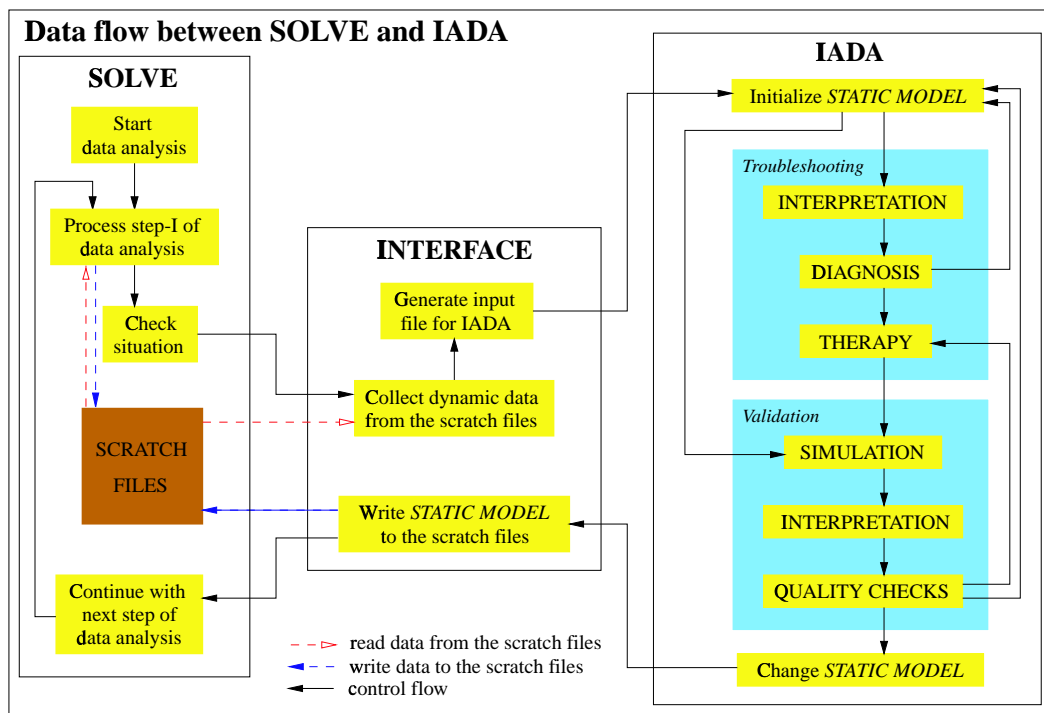 Data flow between SOLVE and IADA
SOLVE
Start
data analysis
Process step-I of
data analysis
Check
situation
SCRATCH
FILES
Continue with
next step of
data analysis
INTERFACE
Generate input
file for IADA
Collect dynamic data
from the scratch files
Write STATIC MODEL
to the scratch files
read data from the scratch files
write data to the scratch files
control flow
IADA
Initialize STATIC MODEL
Troubleshooting
INTERPRETATION
DIAGNOSIS
THERAPY
Validation
SIMULATION
INTERPRETATION
QUALITY CHECKS
Change STATIC MODEL